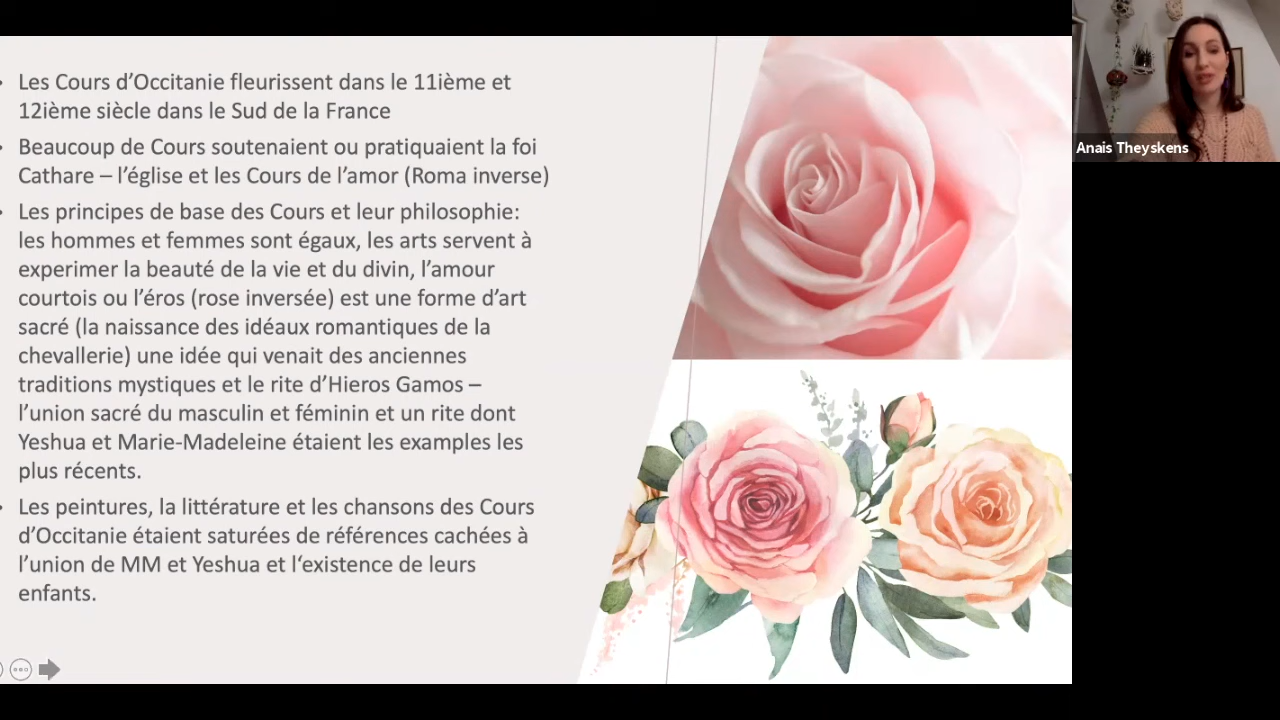 • Les Cours d’Occitanie fleurissent dans le 11ième et
12ième siècle dans le Sud de la France
• Beaucoup de Cours soutenaient ou pratiquaient la foi
Cathare – l’église et les Cours de l’amor (Roma inverse)
• Les principes de base des Cours et leur philosophie:
les hommes et femmes sont égaux, les arts servent à
experimer la beauté de la vie et du divin, l’amour
courtois ou l’éros (rose inversée) est une forme d’art
sacré (la naissance des idéaux romantiques de la
chevallerie) une idée qui venait des anciennes
traditions mystiques et le rite d’Hieros Gamos –
l’union sacré du masculin et féminin et un rite dont
Yeshua et Marie-Madeleine étaient les examples les
plus récents.
• Les peintures, la littérature et les chansons des Cours
d’Occitanie étaient saturées de références cachées à
l’union de MM et Yeshua et l‘existence de leurs
enfants.
Anais Theyskens